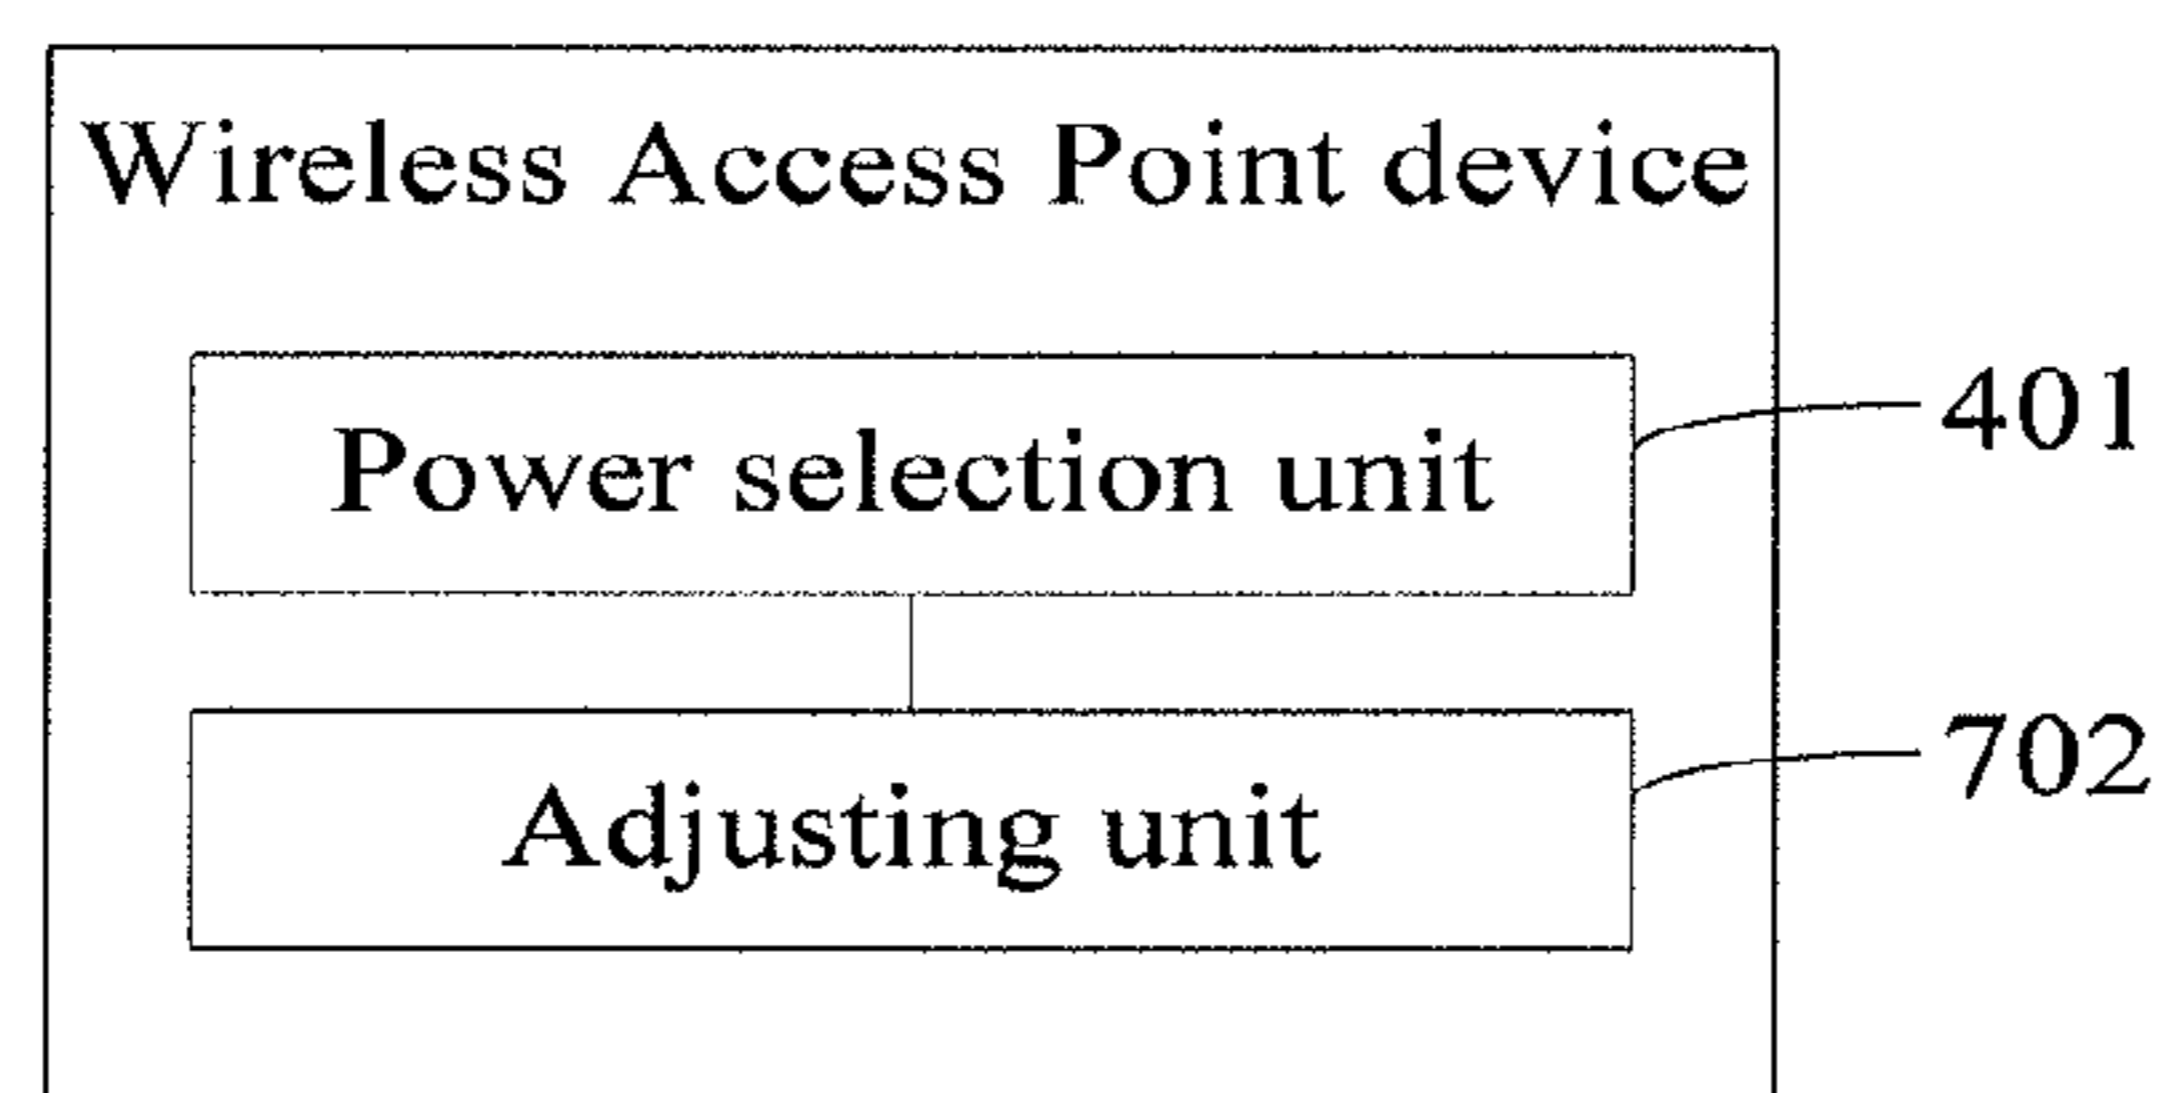 Wireless Access Point device
Power selection unit
401
Adjusting unit
702